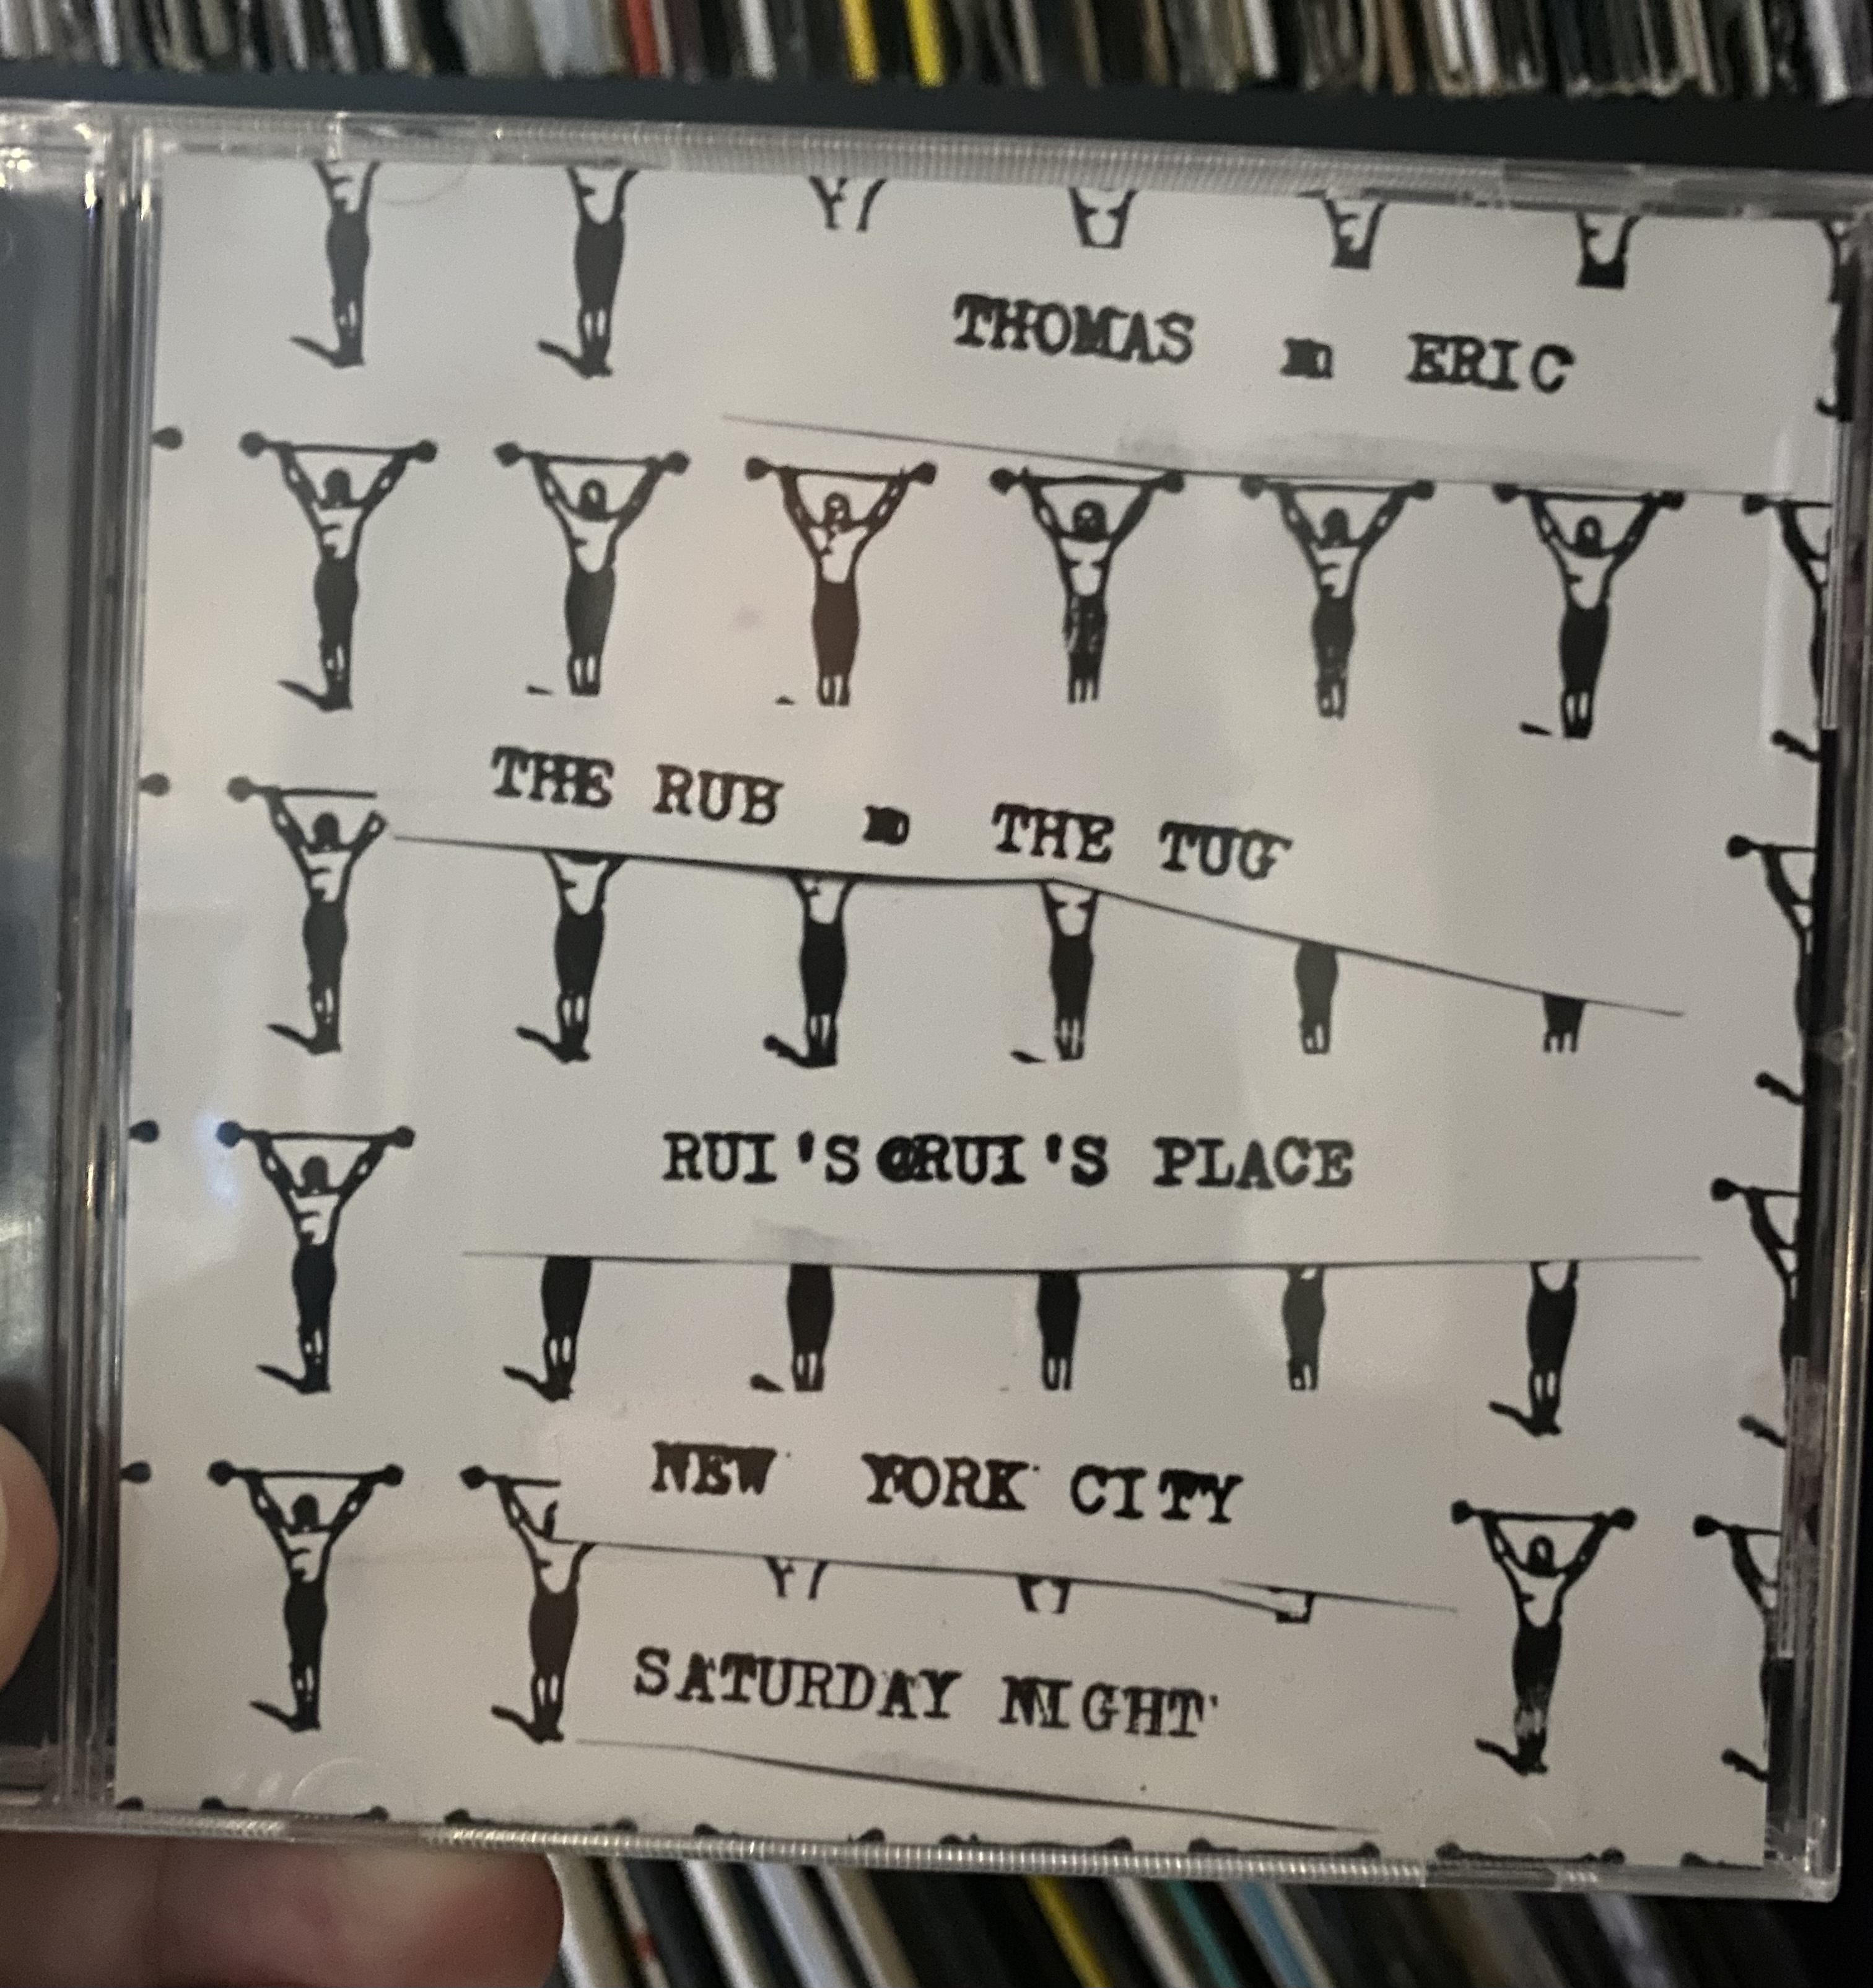 THOMAS n ERIC
THE RUB n THE TUG
RUI'S@RUI'S PLACE
NEW YORK CITY
SATURDAY NIGHT